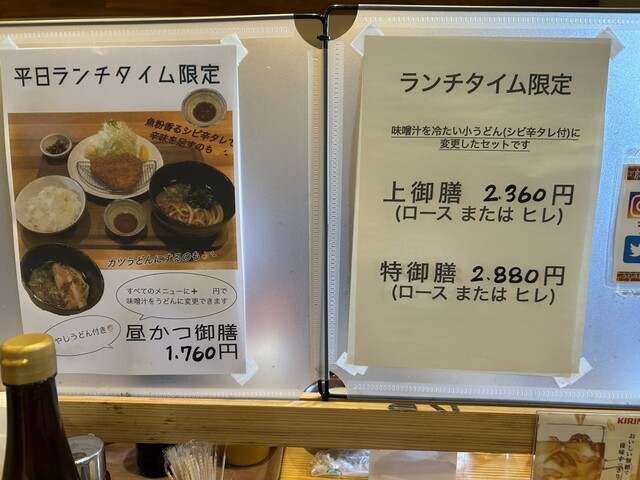 平日ランチタイム限定
魚粉香るシビ辛タレで
辛味を足すのも
カツうどんにするのも
すべてのメニューに+ 円で
味噌汁をうどんに変更できます
やしうどん付き
昼かつ御膳
1.760円
ランチタイム限定
味噌汁を冷たい小うどん(シビ辛タレ付)に
変更したセットです
上御膳 2.360円
(ロース または ヒレ)
特御膳 2.880円
(ロース または ヒレ)
KIRIN